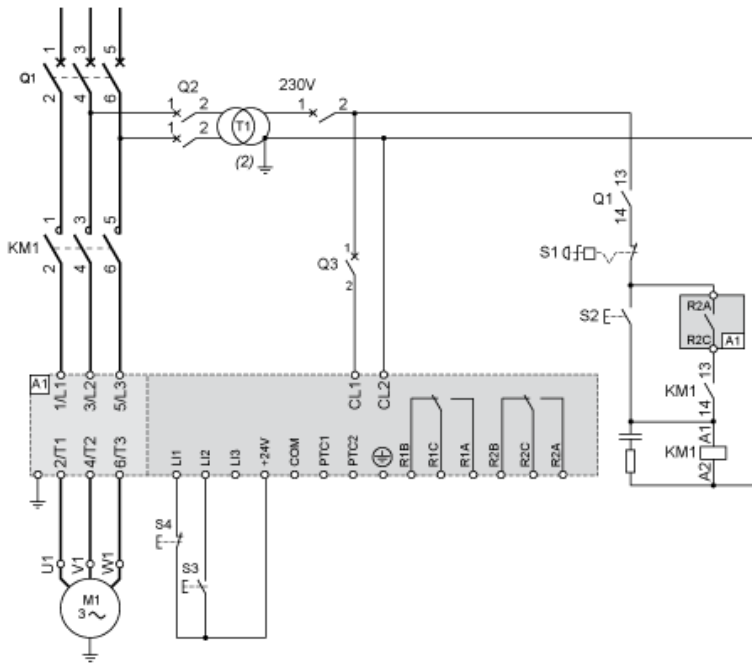 1 3 5
Q1
2 4 6
Q2
1 2
1 2
T1
(2)
230V
1 2
13
Q1
14
1 3 5
KM1
2 4 6
1
Q3
2
S1
S2
R2A
R2C
A1
13
KM1
14
A1
KM1
A2
A1
1/L1 3/L2 5/L3 CL1 CL2
2/T1 4/T2 6/T3 LI1 LI2 LI3 +24V COM PTC1 PTC2 R1B R1C R1A R2B R2C R2A
S4
S3
U1 V1 W1
M1
3